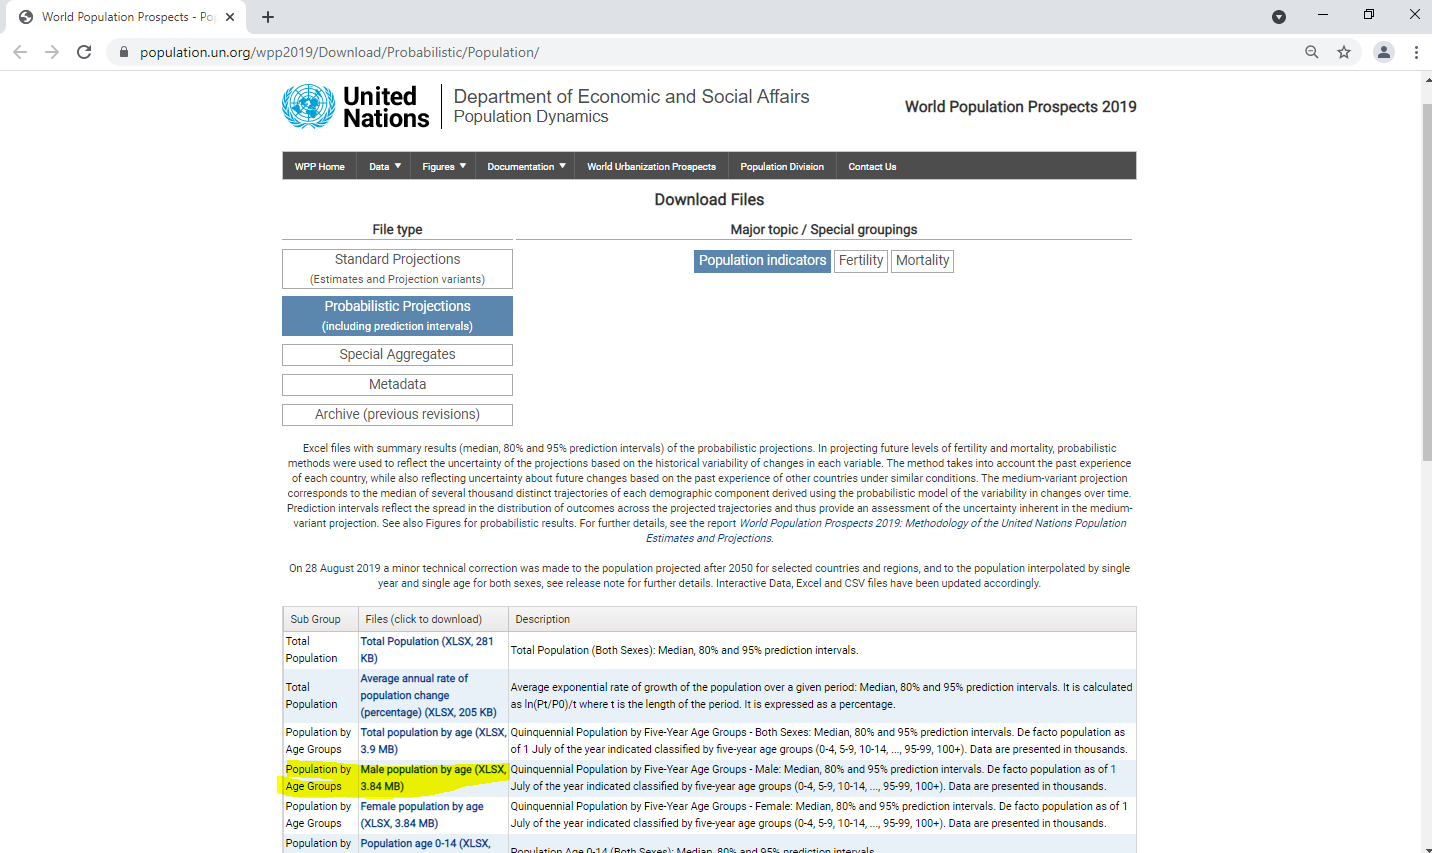 World Population Prospects - Po
population.un.org/wpp2019/Download/Probabilistic/Population/
United
Nations
Department of Economic and Social Affairs
Population Dynamics
World Population Prospects 2019
WPP Home Data Figures Documentation World Urbanization Prospects Population Division Contact Us
Download Files
File type
Major topic / Special groupings
Standard Projections
(Estimates and Projection variants)
Population indicators Fertility Mortality
Probabilistic Projections
(including prediction intervals)
Special Aggregates
Metadata
Archive (previous revisions)
Excel files with summary results (median, 80% and 95% prediction intervals) of the probabilistic projections. In projecting future levels of fertility and mortality, probabilistic
methods were used to reflect the uncertainty of the projections based on the historical variability of changes in each variable. The method takes into account the past experience
of each country, while also reflecting uncertainty about future changes based on the past experience of other countries under similar conditions. The medium-variant projection
corresponds to the median of several thousand distinct trajectories of each demographic component derived using the probabilistic model of the variability in changes over time.
Prediction intervals reflect the spread in the distribution of outcomes across the projected trajectories and thus provide an assessment of the uncertainty inherent in the medium-
variant projection. See also Figures for probabilistic results. For further details, see the report World Population Prospects 2019: Methodology of the United Nations Population
Estimates and Projections.
On 28 August 2019 a minor technical correction was made to the population projected after 2050 for selected countries and regions, and to the population interpolated by single
year and single age for both sexes, see release note for further details. Interactive Data, Excel and CSV files have been updated accordingly.
Sub Group Files (click to download) Description
Total
Population
Total Population (XLSX, 281
KB)
Total Population (Both Sexes): Median, 80% and 95% prediction intervals.
Total
Population
Average annual rate of
population change
(percentage) (XLSX, 205 KB)
Average exponential rate of growth of the population over a given period: Median, 80% and 95% prediction intervals. It is calculated
as ln(Pt/P0)/t where t is the length of the period. It is expressed as a percentage.
Population by
Age Groups
Total population by age (XLSX,
3.9 MB)
Quinquennial Population by Five-Year Age Groups - Both Sexes: Median, 80% and 95% prediction intervals. De facto population as
of 1 July of the year indicated classified by five-year age groups (0-4, 5-9, 10-14, ..., 95-99, 100+). Data are presented in thousands.
Population by
Age Groups
Male population by age (XLSX,
3.84 MB)
Quinquennial Population by Five-Year Age Groups - Male: Median, 80% and 95% prediction intervals. De facto population as of 1
July of the year indicated classified by five-year age groups (0-4, 5-9, 10-14, ..., 95-99, 100+). Data are presented in thousands.
Population by
Age Groups
Female population by age
(XLSX, 3.84 MB)
Quinquennial Population by Five-Year Age Groups - Female: Median, 80% and 95% prediction intervals. De facto population as of 1
July of the year indicated classified by five-year age groups (0-4, 5-9, 10-14, ..., 95-99, 100+). Data are presented in thousands.
Population by
Population age 0-14 (XLSX,
Population Age 0-14 (Both Sexes): Median, 80% and 95% prediction intervals.